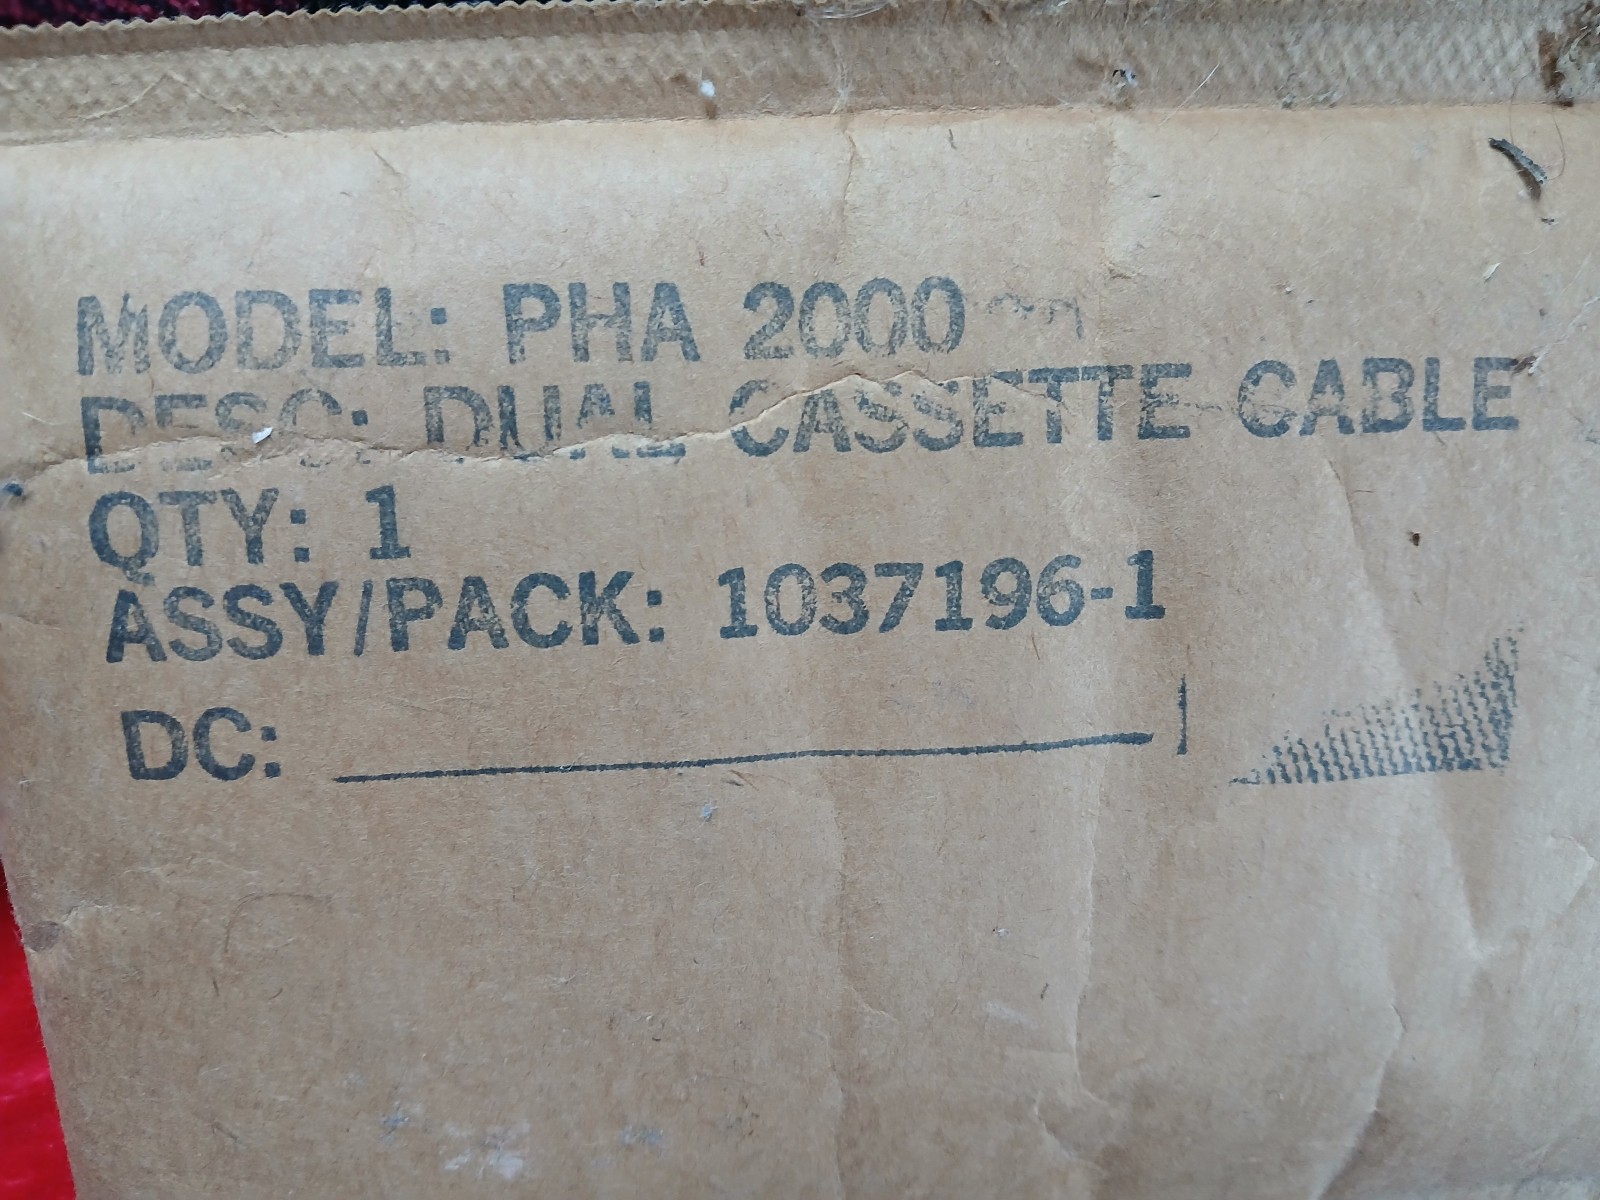 MODEL: PHA 2000
DESC: DUAL CASSETTE CABLE
QTY: 1
ASSY/PACK: 1037196-1
DC: